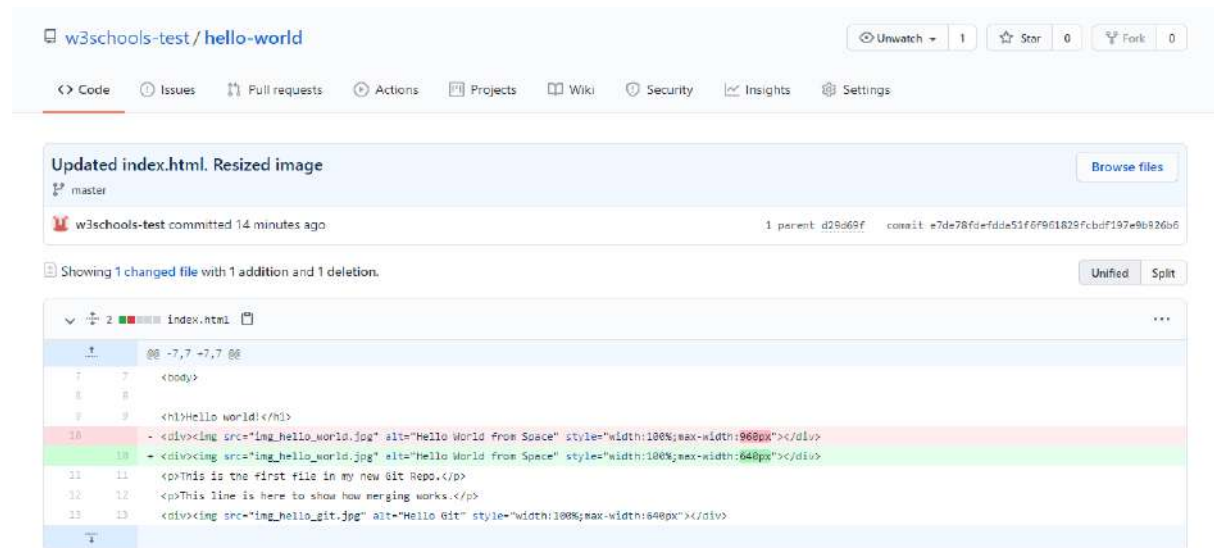 w3schools-test / hello-world
Unwatch 1 Star 0 Fork 0
<> Code Issues Pull requests Actions Projects Wiki Security Insights Settings
Updated index.html. Resized image
Browse files
master
w3schools-test committed 14 minutes ago
1 parent d29d69f commit e7de78fdefdda51f6f961829fcbdf197e9b926b6
Showing 1 changed file with 1 addition and 1 deletion.
Unified Split
2 index.html ...
@@ -7,7 +7,7 @@
7 7 <body>
8 8
9 9 <h1>Hello world!</h1>
10 - <div><img src="img_hello_world.jpg" alt="Hello World from Space" style="width:100%;max-width:960px"></div>
10 + <div><img src="img_hello_world.jpg" alt="Hello World from Space" style="width:100%;max-width:640px"></div>
11 11 <p>This is the first file in my new Git Repo.</p>
12 12 <p>This line is here to show how merging works.</p>
13 13 <div><img src="img_hello_git.jpg" alt="Hello Git" style="width:100%;max-width:640px"></div>